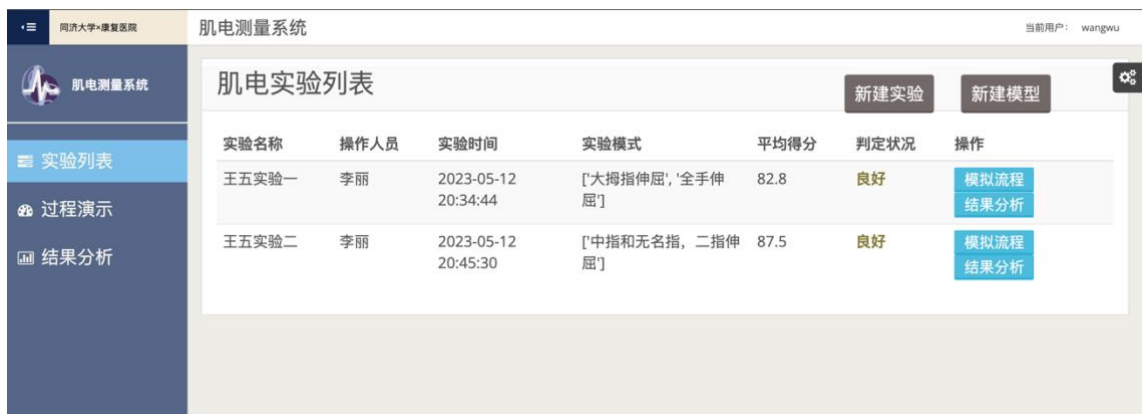 同济大学×康复医院
肌电测量系统
当前用户: wangwu
肌电测量系统
肌电实验列表
新建实验
新建模型
实验列表
过程演示
结果分析
实验名称 操作人员 实验时间 实验模式 平均得分 判定状况 操作
王五实验一 李丽 2023-05-12 ['大拇指伸屈', '全手伸 82.8 良好 模拟流程
20:34:44 屈'] 结果分析
王五实验二 李丽 2023-05-12 ['中指和无名指，二指伸 87.5 良好 模拟流程
20:45:30 屈'] 结果分析